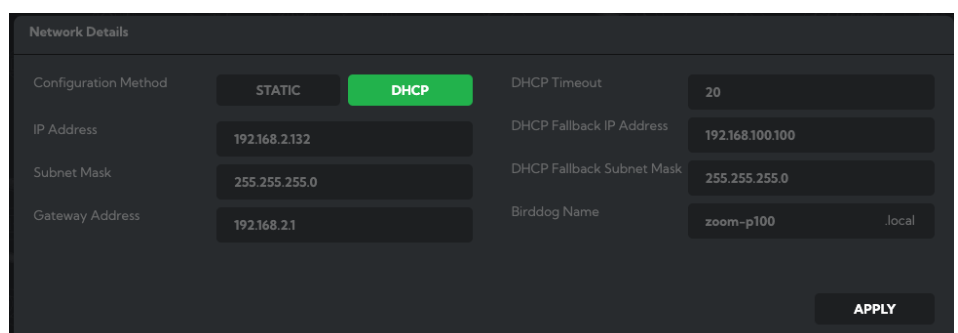 Network Details
Configuration Method
STATIC
DHCP
IP Address
192.168.2.132
Subnet Mask
255.255.255.0
Gateway Address
192.168.2.1
DHCP Timeout
20
DHCP Fallback IP Address
192.168.100.100
DHCP Fallback Subnet Mask
255.255.255.0
Birddog Name
zoom-p100 .local
APPLY